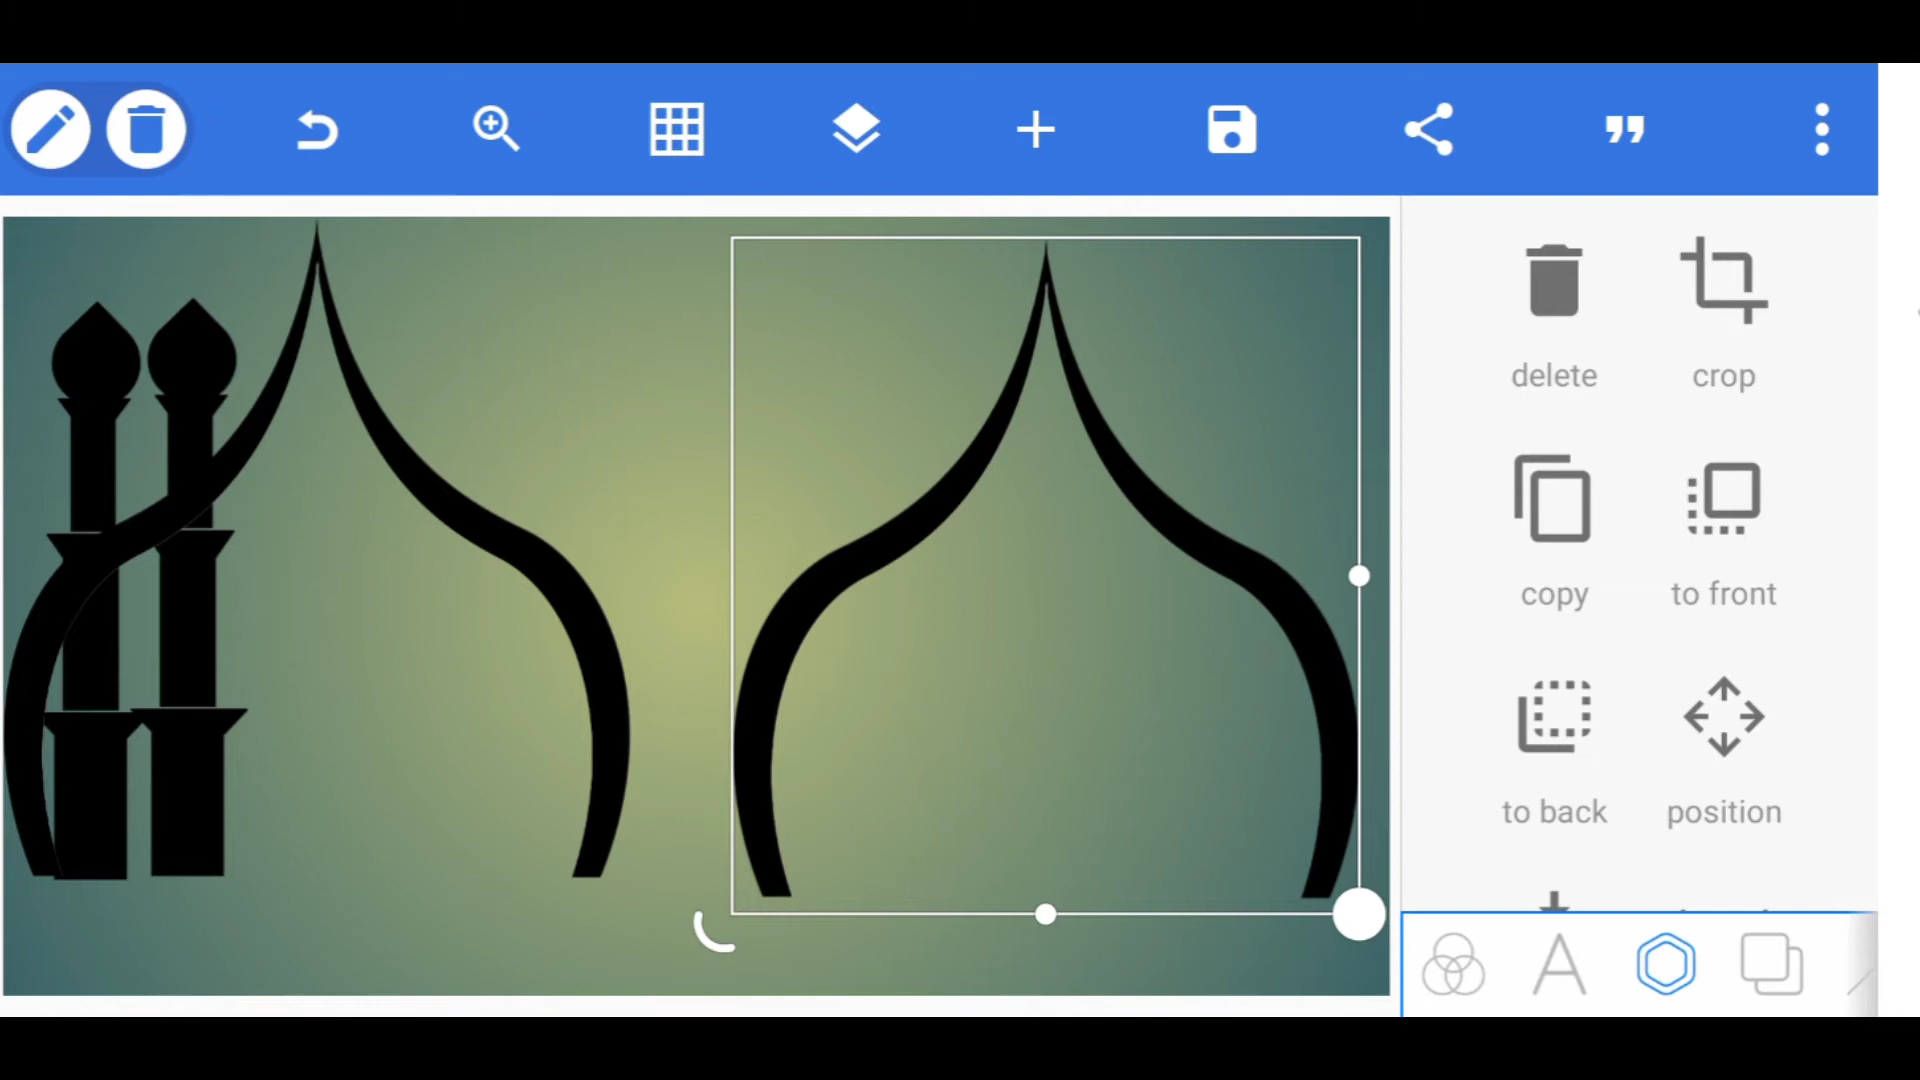 delete
crop
copy
to front
to back
position